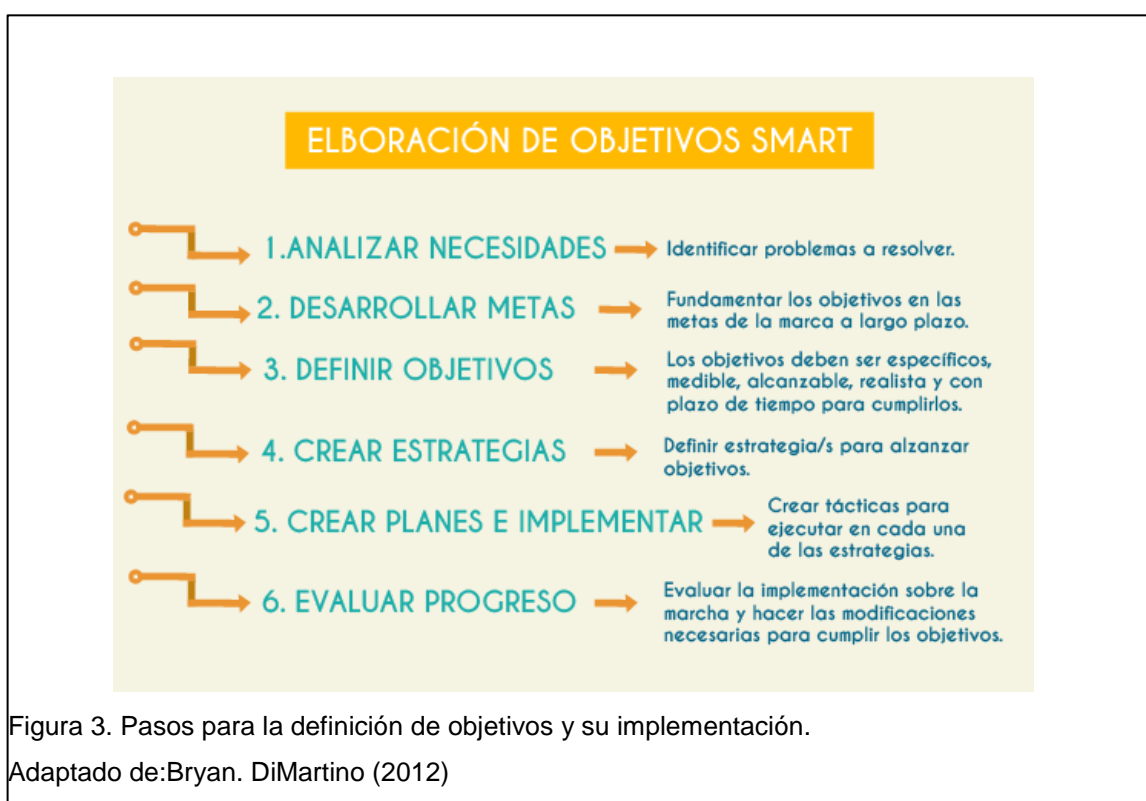 ELBORACIÓN DE OBJETIVOS SMART
1.ANALIZAR NECESIDADES
Identificar problemas a resolver.
2. DESARROLLAR METAS
Fundamentar los objetivos en las
metas de la marca a largo plazo.
3. DEFINIR OBJETIVOS
Los objetivos deben ser específicos,
medible, alcanzable, realista y con
plazo de tiempo para cumplirlos.
4. CREAR ESTRATEGIAS
Definir estrategia/s para alzanzar
objetivos.
5. CREAR PLANES E IMPLEMENTAR
Crear tácticas para
ejecutar en cada una
de las estrategias.
6. EVALUAR PROGRESO
Evaluar la implementación sobre la
marcha y hacer las modificaciones
necesarias para cumplir los objetivos.
Figura 3. Pasos para la definición de objetivos y su implementación.
Adaptado de:Bryan. DiMartino (2012)